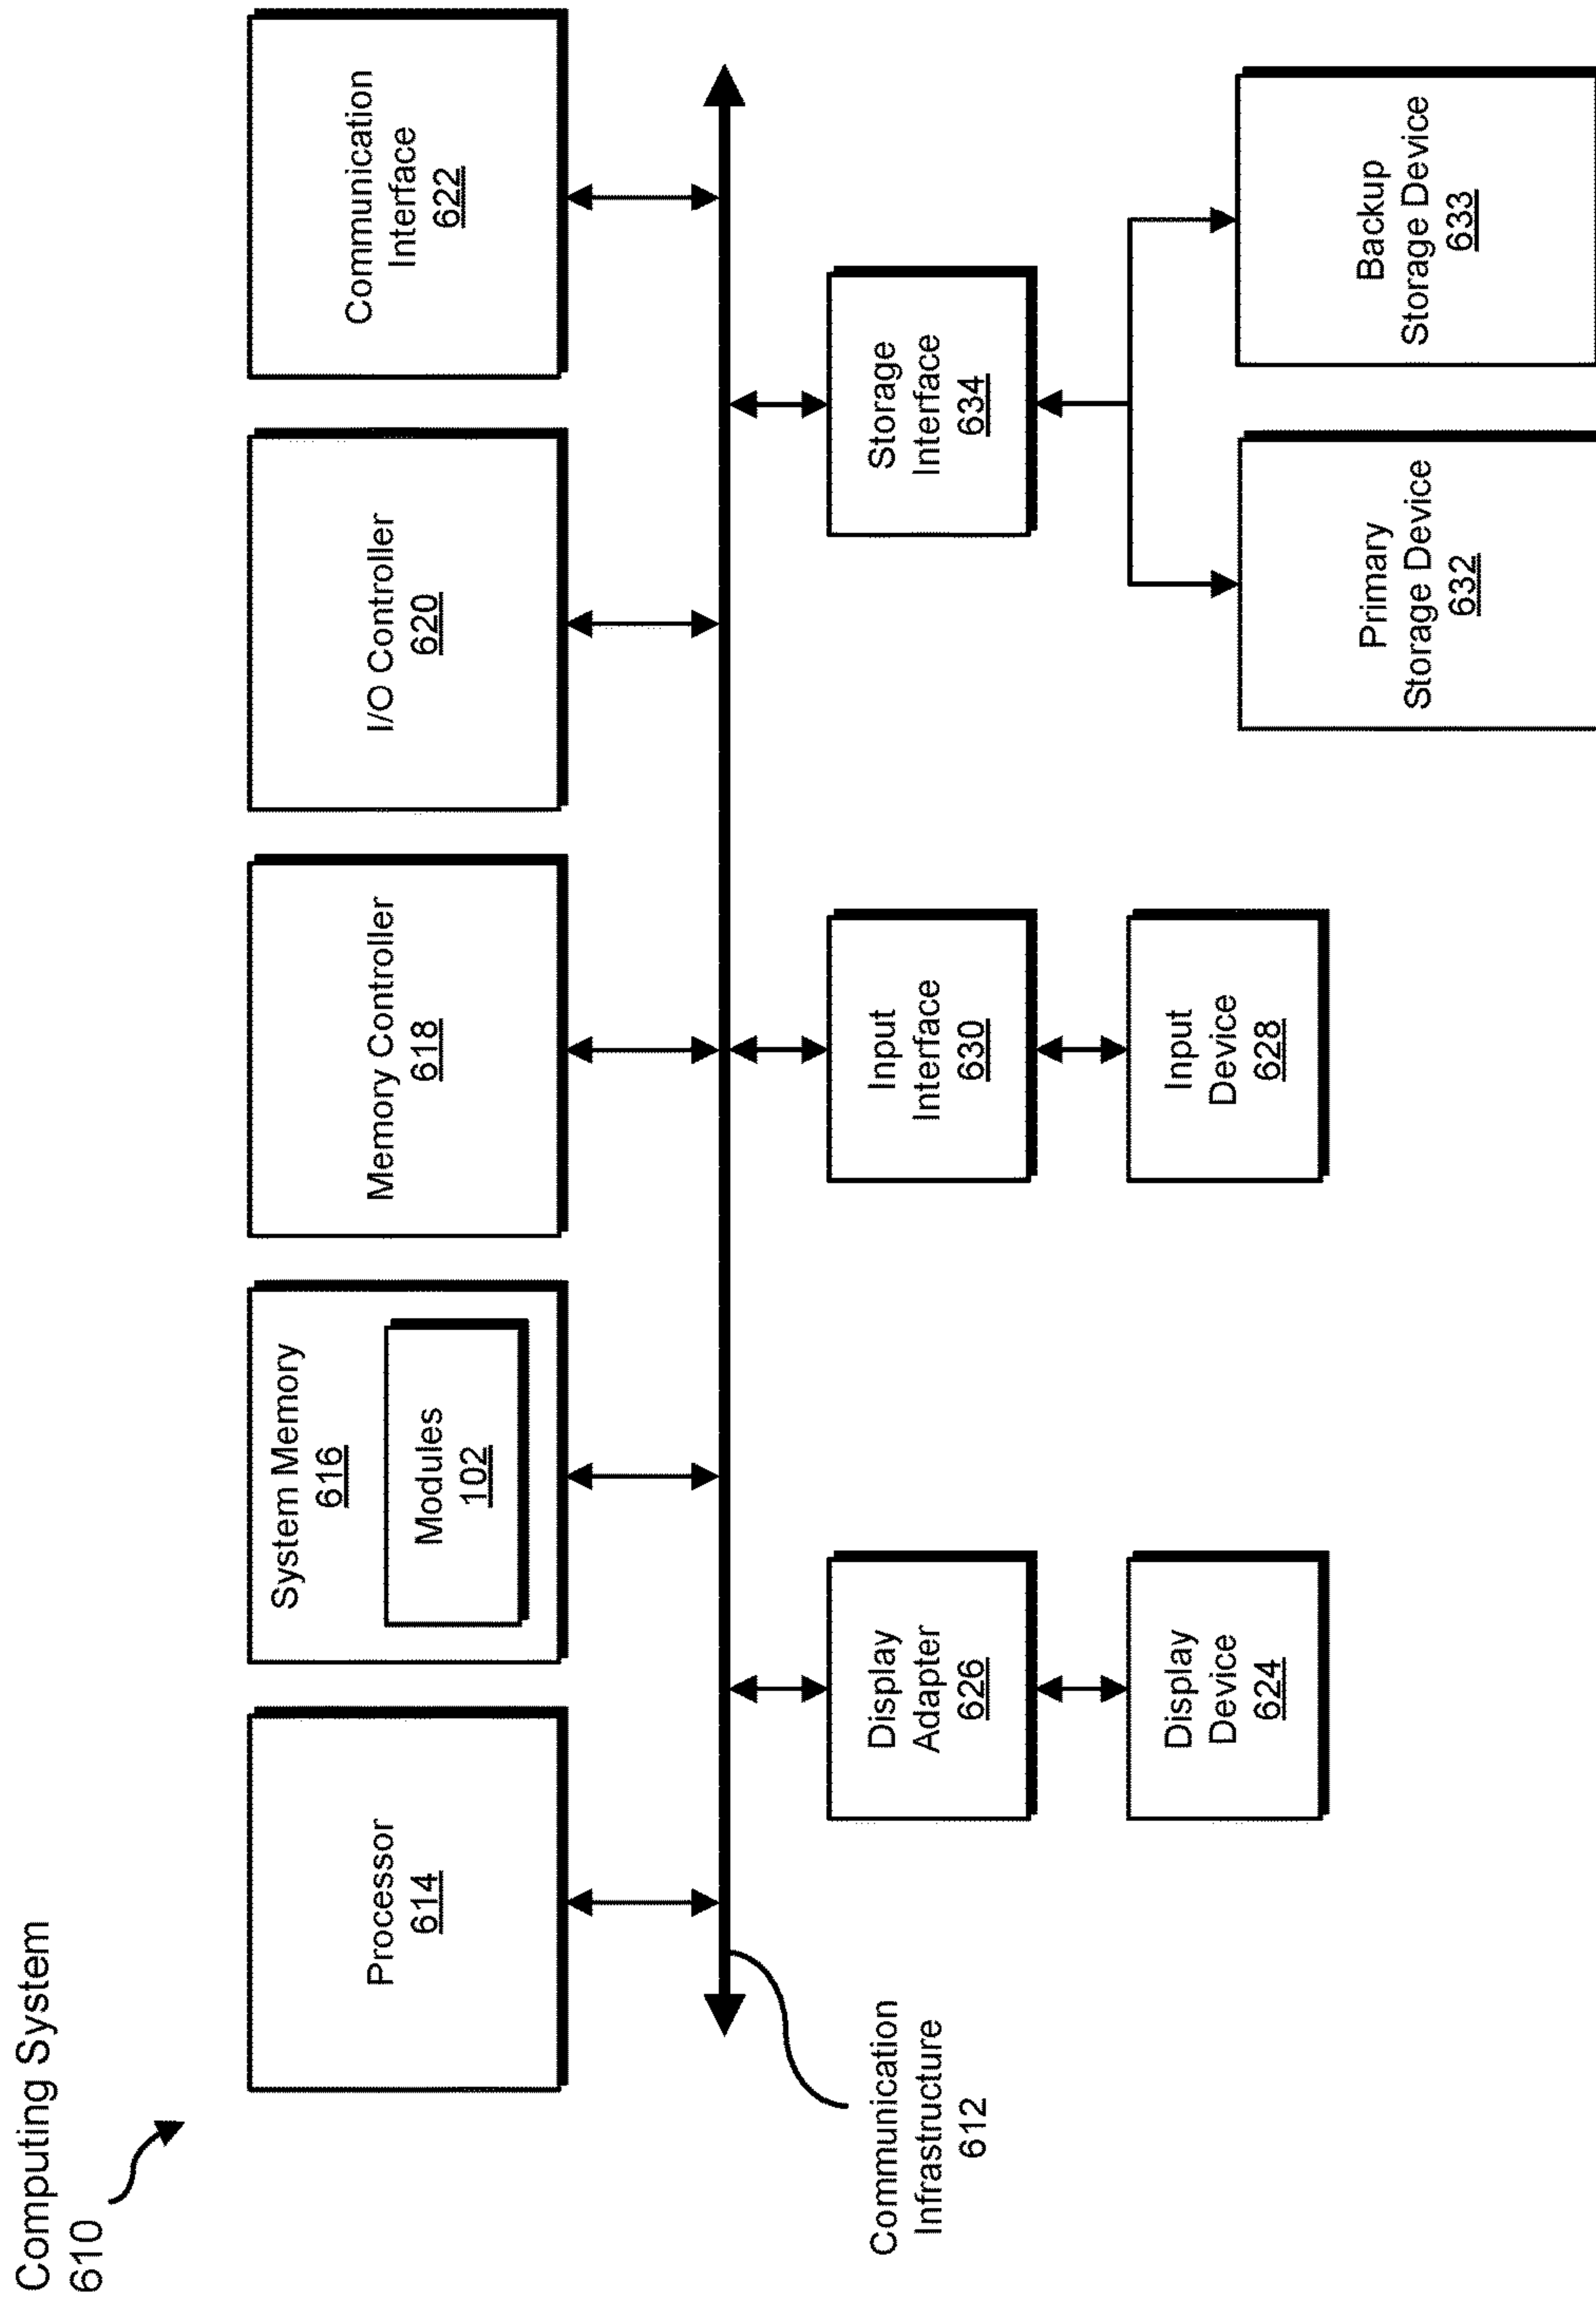 Computing System
610
Processor
614
System Memory
616
Modules
102
Memory Controller
618
I/O Controller
620
Communication
Interface
622
Communication
Infrastructure
612
Display
Adapter
626
Input
Interface
630
Storage
Interface
634
Display
Device
624
Input
Device
628
Primary
Storage Device
632
Backup
Storage Device
633